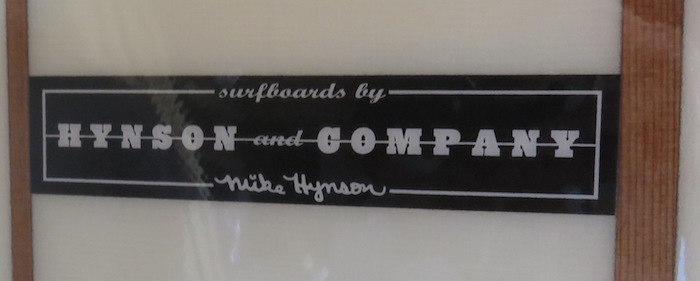 surfboards by
HYNSON and COMPANY
Mike Hynson